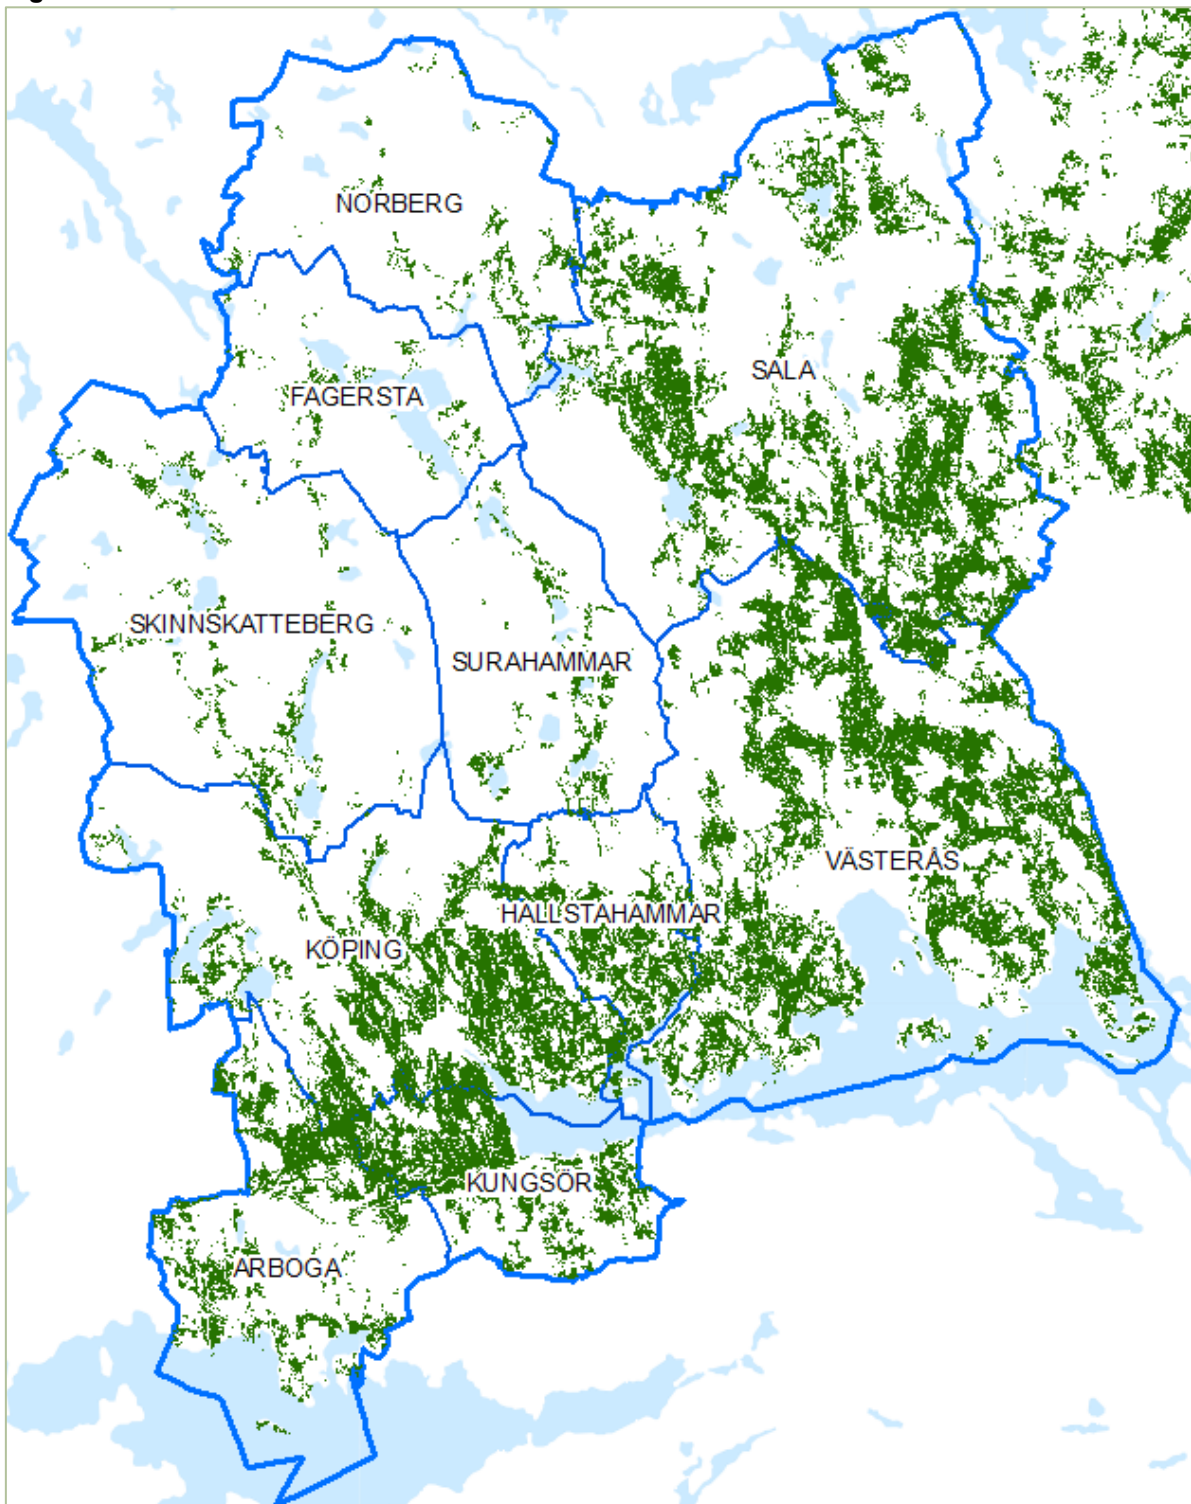 NORBERG
SALA
FAGERSTA
SKINNSKATTEBERG
SURAHAMMAR
VÄSTERÅS
HALLSTAHAMMAR
KÖPING
KUNGSÖR
ARBOGA